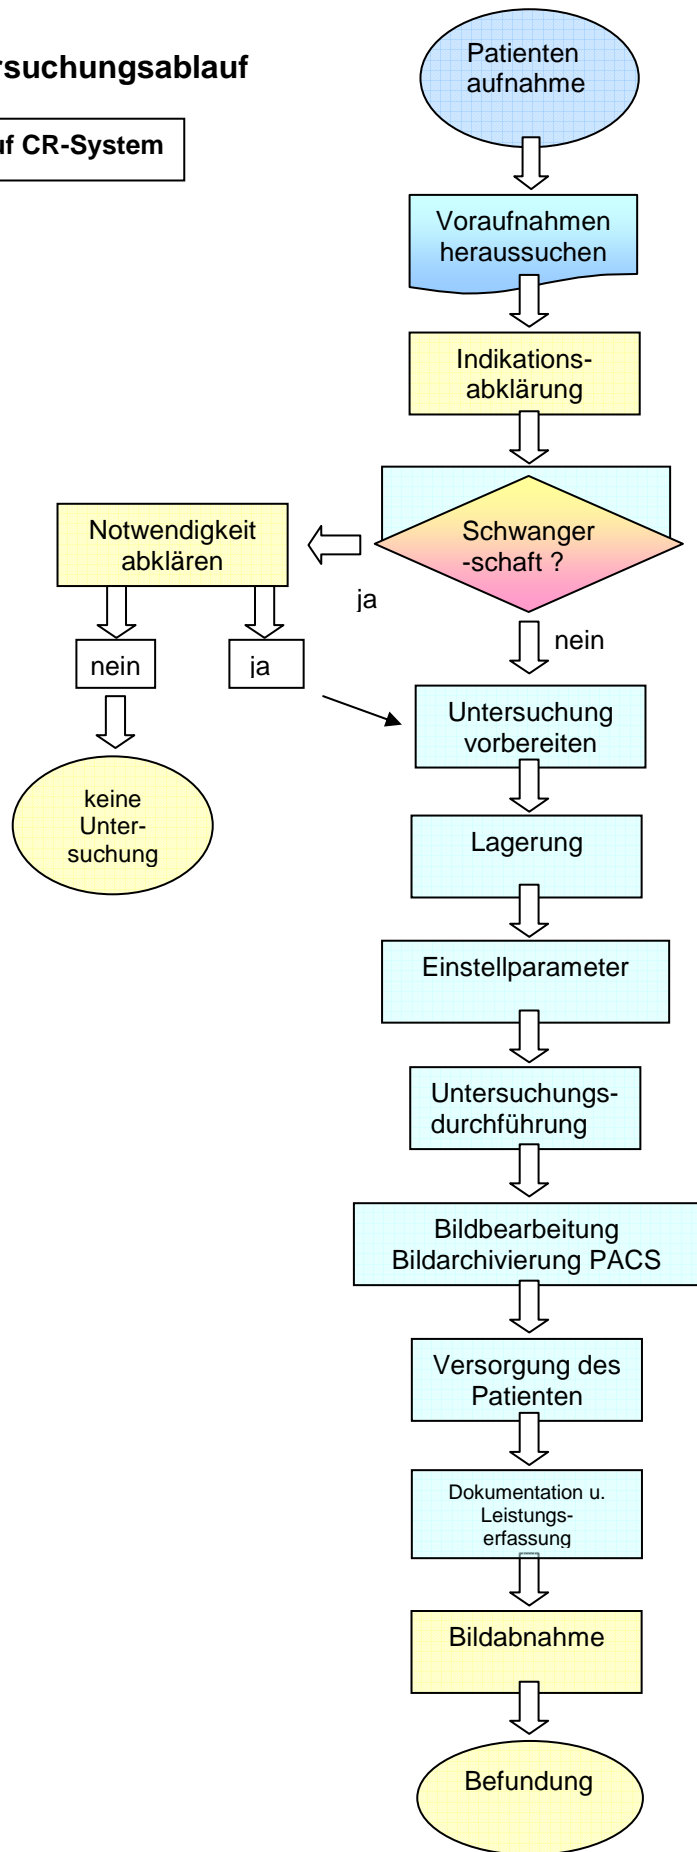 rsuchungsablauf
uf CR-System
Patienten
aufnahme
Voraufnahmen
heraussuchen
Indikations-
abklärung
Schwanger
-schaft ?
Notwendigkeit
abklären
ja
nein
nein
ja
Untersuchung
vorbereiten
keine
Unter-
suchung
Lagerung
Einstellparameter
Untersuchungs-
durchführung
Bildbearbeitung
Bildarchivierung PACS
Versorgung des
Patienten
Dokumentation u.
Leistungs-
erfassung
Bildabnahme
Befundung